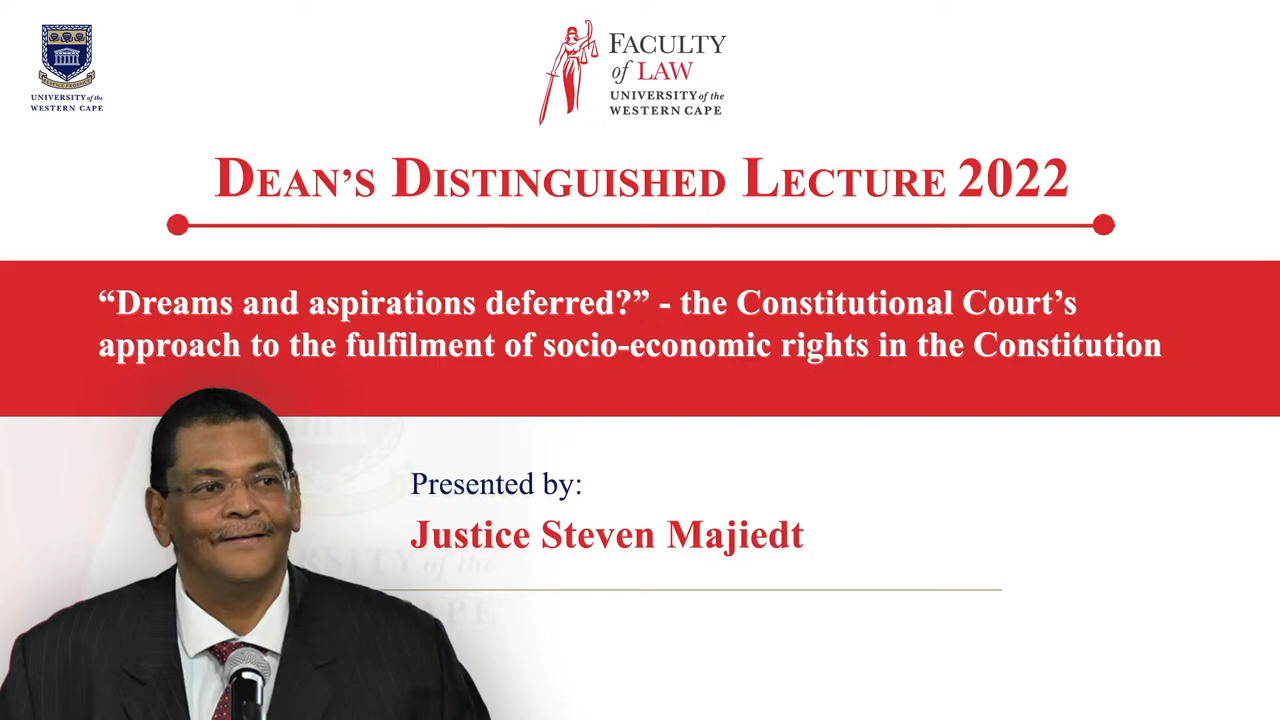 FACULTY
of LAW
UNIVERSITY of the
WESTERN CAPE
UNIVERSITY of the
WESTERN CAPE
DEAN’S DISTINGUISHED LECTURE 2022
“Dreams and aspirations deferred?” - the Constitutional Court’s
approach to the fulfilment of socio-economic rights in the Constitution
Presented by:
Justice Steven Majiedt